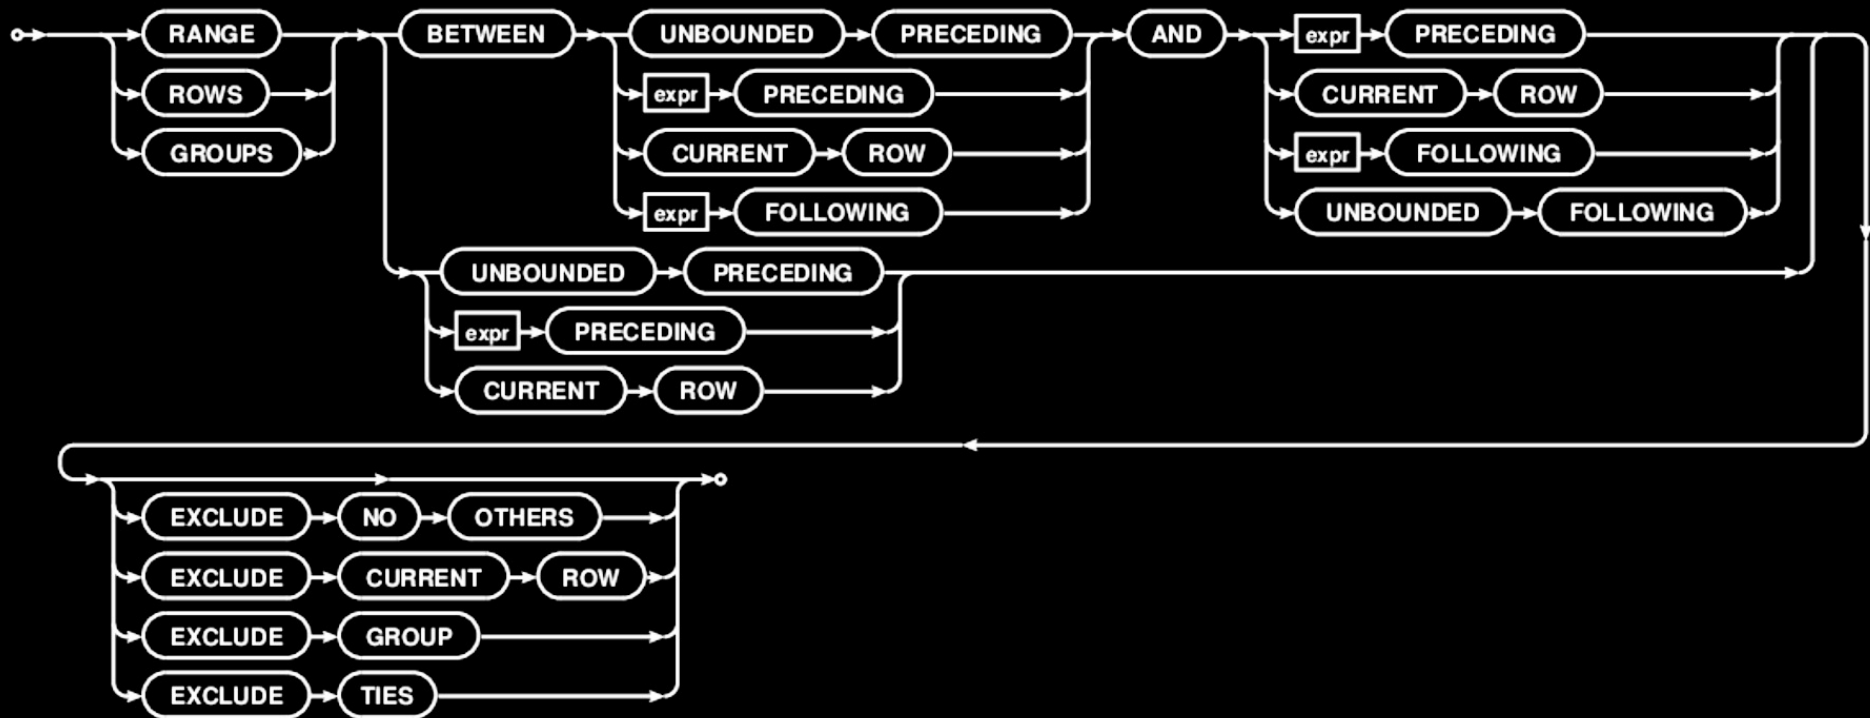 RANGE BETWEEN UNBOUNDED PRECEDING AND expr PRECEDING
ROWS expr PRECEDING CURRENT ROW
GROUPS CURRENT ROW expr FOLLOWING
expr FOLLOWING UNBOUNDED FOLLOWING
UNBOUNDED PRECEDING
expr PRECEDING
CURRENT ROW
EXCLUDE NO OTHERS
EXCLUDE CURRENT ROW
EXCLUDE GROUP
EXCLUDE TIES